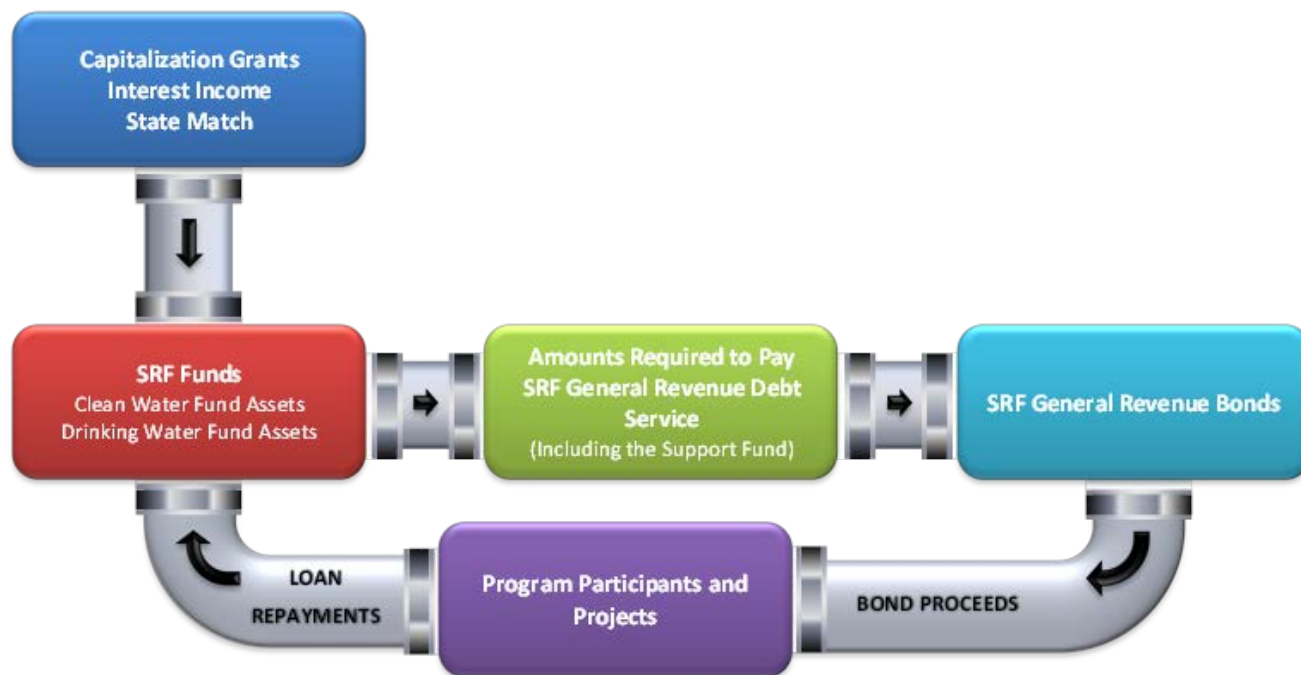 Capitalization Grants
Interest Income
State Match
SRF Funds
Clean Water Fund Assets
Drinking Water Fund Assets
Amounts Required to Pay
SRF General Revenue Debt
Service
(Including the Support Fund)
SRF General Revenue Bonds
LOAN
REPAYMENTS
Program Participants and
Projects
BOND PROCEEDS